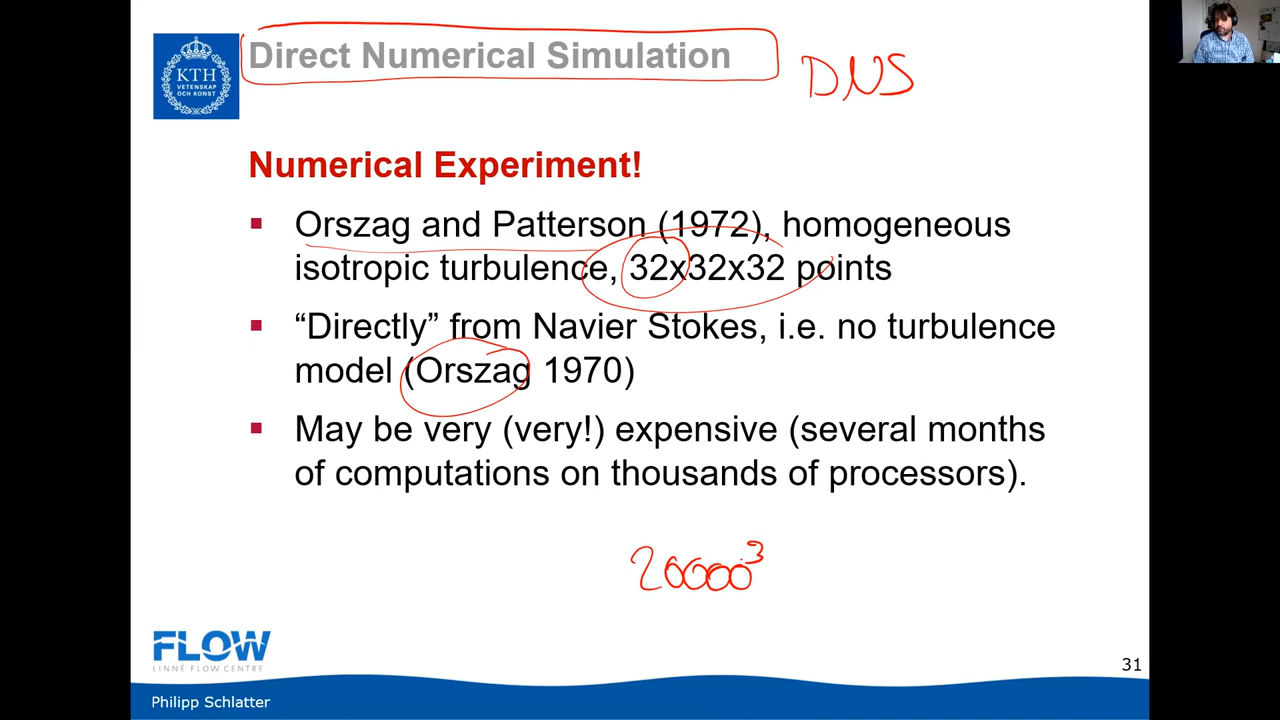 Direct Numerical Simulation
DNS
KTH
VETENSKAP
OCH KONST
Numerical Experiment!
▪ Orszag and Patterson (1972), homogeneous
isotropic turbulence, 32x32x32 points
▪ “Directly” from Navier Stokes, i.e. no turbulence
model (Orszag 1970)
▪ May be very (very!) expensive (several months
of computations on thousands of processors).
20000³
FLOW
LINNÉ FLOW CENTRE
31
Philipp Schlatter